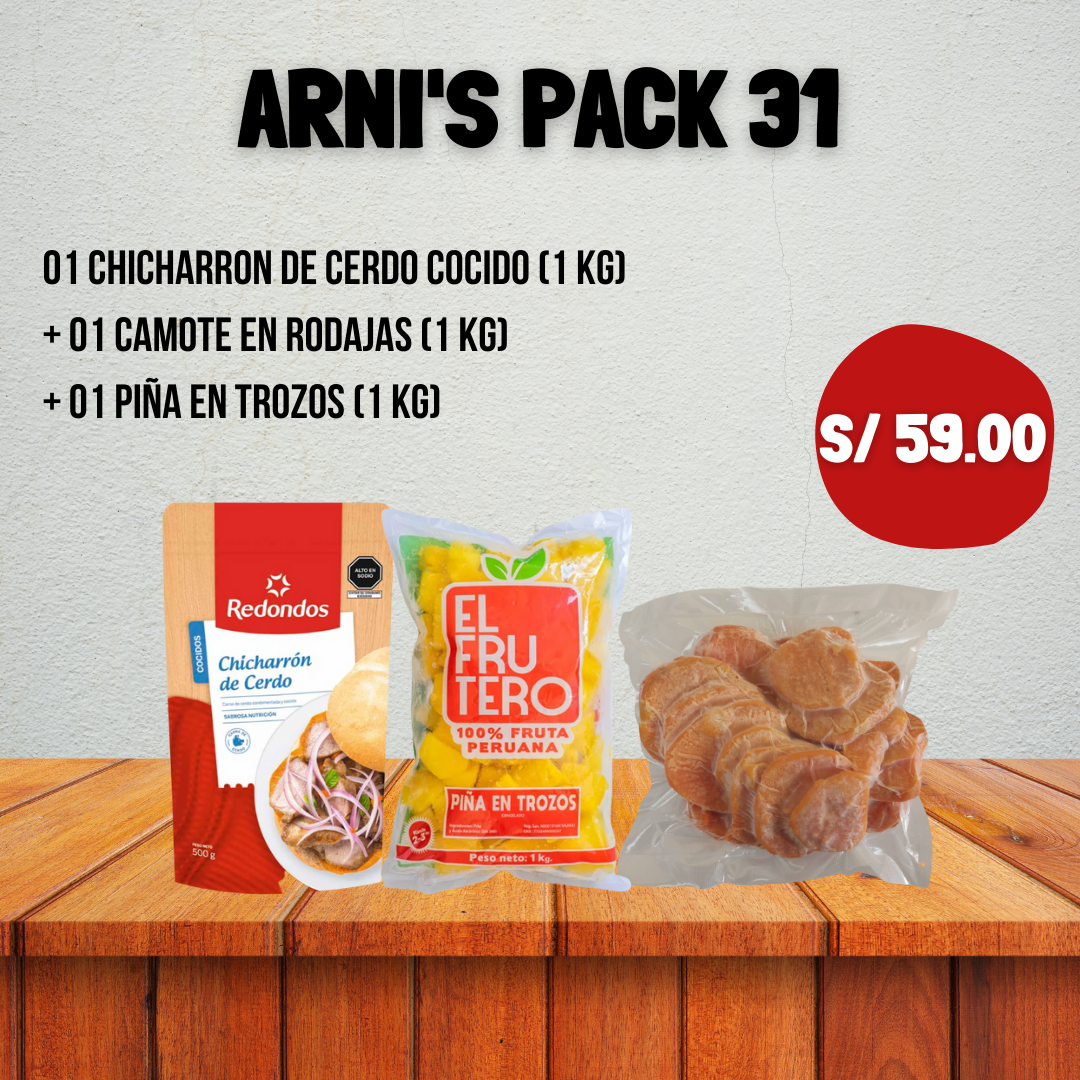 ARNI'S PACK 31
01 CHICHARRON DE CERDO COCIDO (1 KG)
+ 01 CAMOTE EN RODAJAS (1 KG)
+ 01 PIÑA EN TROZOS (1 KG)
S/ 59.00
ALTO EN
SODIO
Redondos
COCIDOS
Chicharrón
de Cerdo
SABROSA NUTRICIÓN
PESO NETO
500 g
EL
FRU
TERO
100% FRUTA
PERUANA
PIÑA EN TROZOS
Peso neto: 1 kg.